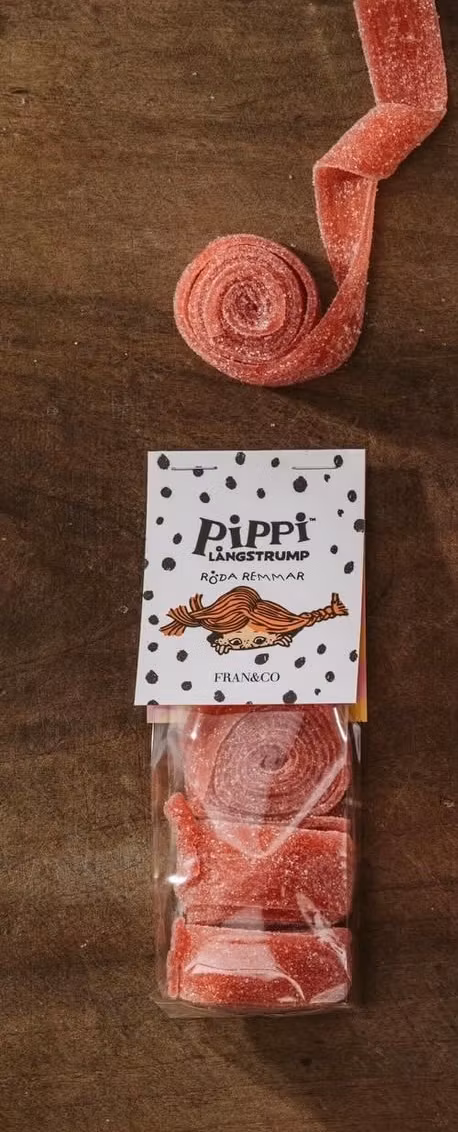 PiPPi™
LÅNGSTRUMP
RÖDA REMMAR
FRAN&CO